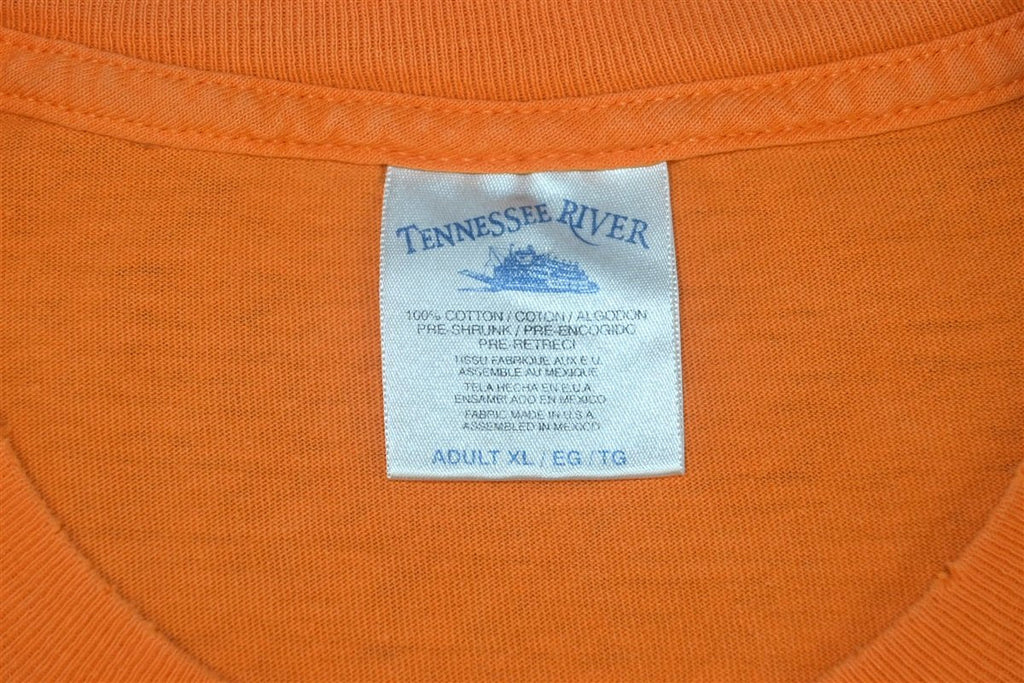 TENNESSEE RIVER
100% COTTON / COTON / ALGODON
PRE-SHRUNK / PRE-ENCOGIDO
PRE-RETRECI
TISSU FABRIQUE AUX E.U.
ASSEMBLE AU MEXIQUE
TELA HECHA EN E.U.A.
ENSAMBLADO EN MEXICO
FABRIC MADE IN U.S.A.
ASSEMBLED IN MEXICO
ADULT XL / EG / TG